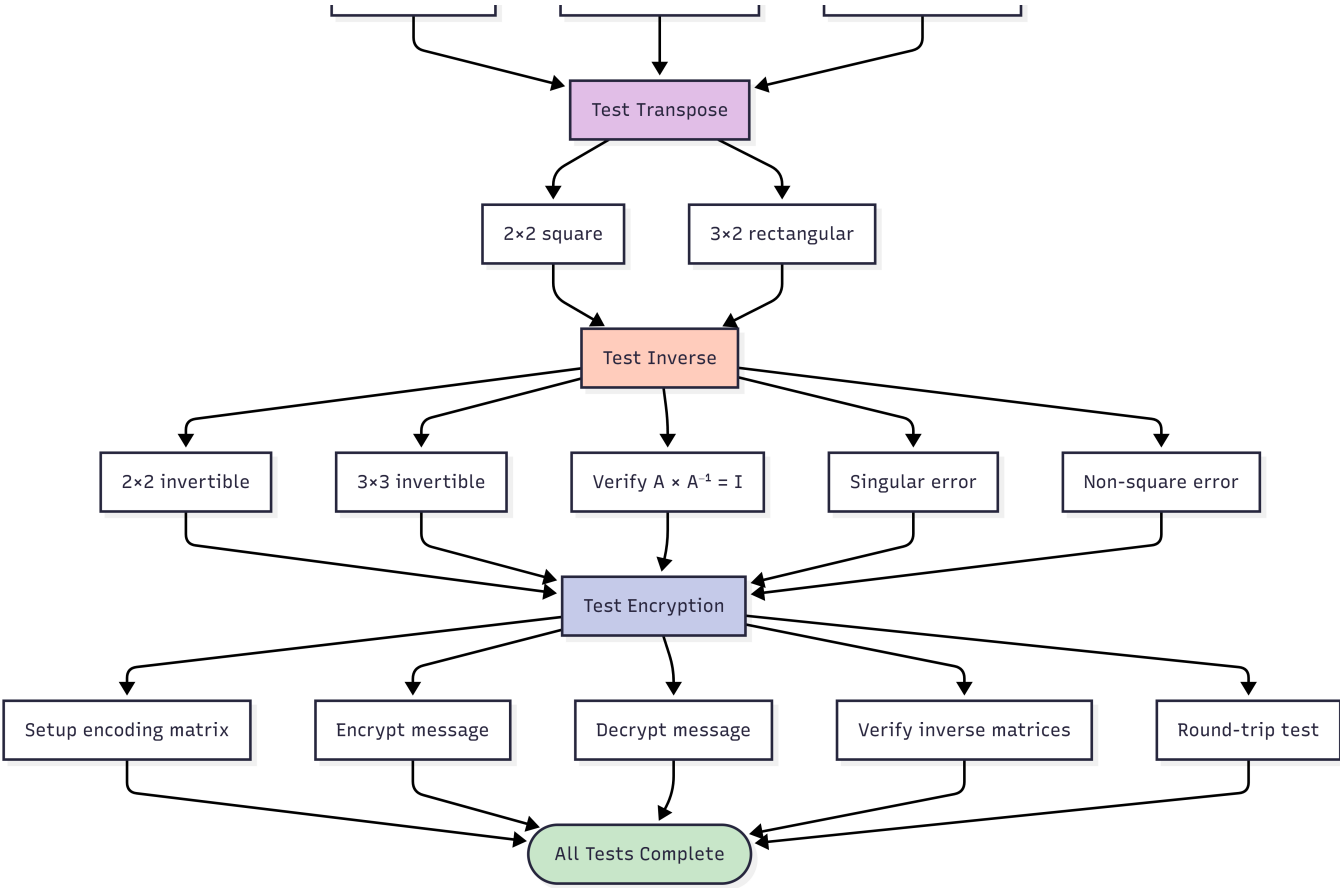 Test Transpose
2×2 square
3×2 rectangular
Test Inverse
2×2 invertible
3×3 invertible
Verify A × A⁻¹ = I
Singular error
Non-square error
Test Encryption
Setup encoding matrix
Encrypt message
Decrypt message
Verify inverse matrices
Round-trip test
All Tests Complete